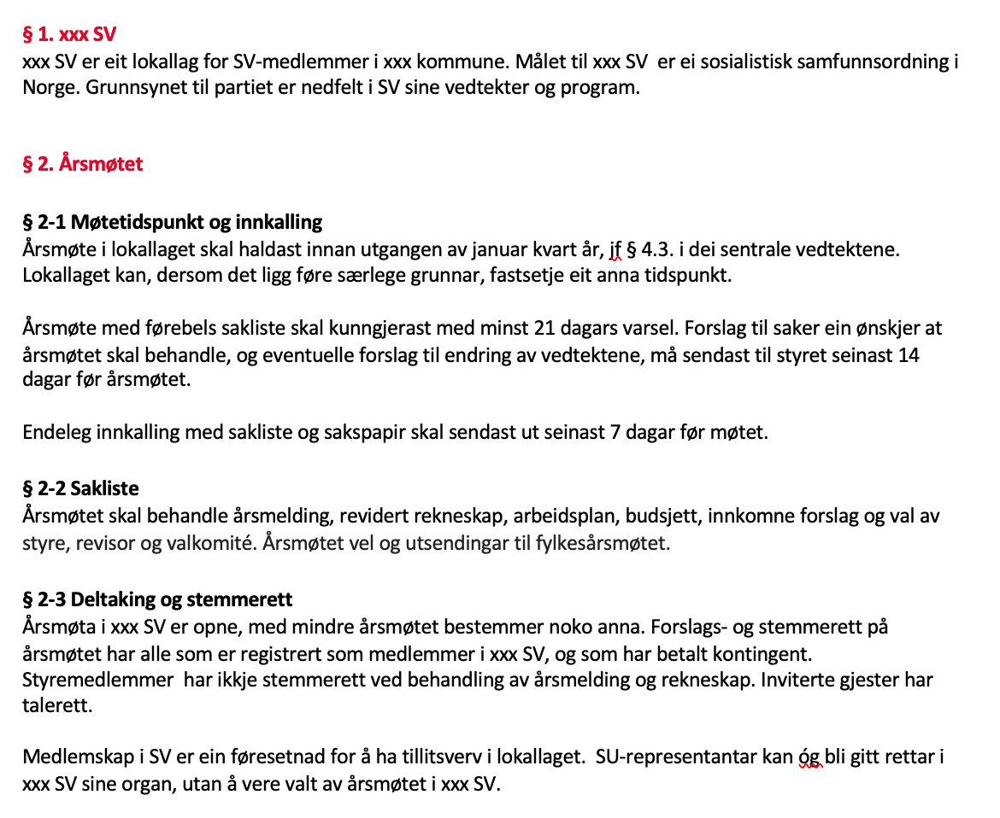 § 1. xxx SV
xxx SV er eit lokallag for SV-medlemmer i xxx kommune. Målet til xxx SV  er ei sosialistisk samfunnsordning i
Norge. Grunnsynet til partiet er nedfelt i SV sine vedtekter og program.
§ 2. Årsmøtet
§ 2-1 Møtetidspunkt og innkalling
Årsmøte i lokallaget skal haldast innan utgangen av januar kvart år, jf § 4.3. i dei sentrale vedtektene.
Lokallaget kan, dersom det ligg føre særlege grunnar, fastsetje eit anna tidspunkt.
Årsmøte med førebels sakliste skal kunngjerast med minst 21 dagars varsel. Forslag til saker ein ønskjer at
årsmøtet skal behandle, og eventuelle forslag til endring av vedtektene, må sendast til styret seinast 14
dagar før årsmøtet.
Endeleg innkalling med sakliste og sakspapir skal sendast ut seinast 7 dagar før møtet.
§ 2-2 Sakliste
Årsmøtet skal behandle årsmelding, revidert rekneskap, arbeidsplan, budsjett, innkomne forslag og val av
styre, revisor og valkomité. Årsmøtet vel og utsendingar til fylkesårsmøtet.
§ 2-3 Deltaking og stemmerett
Årsmøta i xxx SV er opne, med mindre årsmøtet bestemmer noko anna. Forslags- og stemmerett på
årsmøtet har alle som er registrert som medlemmer i xxx SV, og som har betalt kontingent.
Styremedlemmer  har ikkje stemmerett ved behandling av årsmelding og rekneskap. Inviterte gjester har
talerett.
Medlemskap i SV er ein føresetnad for å ha tillitsverv i lokallaget.  SU-representantar kan óg bli gitt rettar i
xxx SV sine organ, utan å vere valt av årsmøtet i xxx SV.